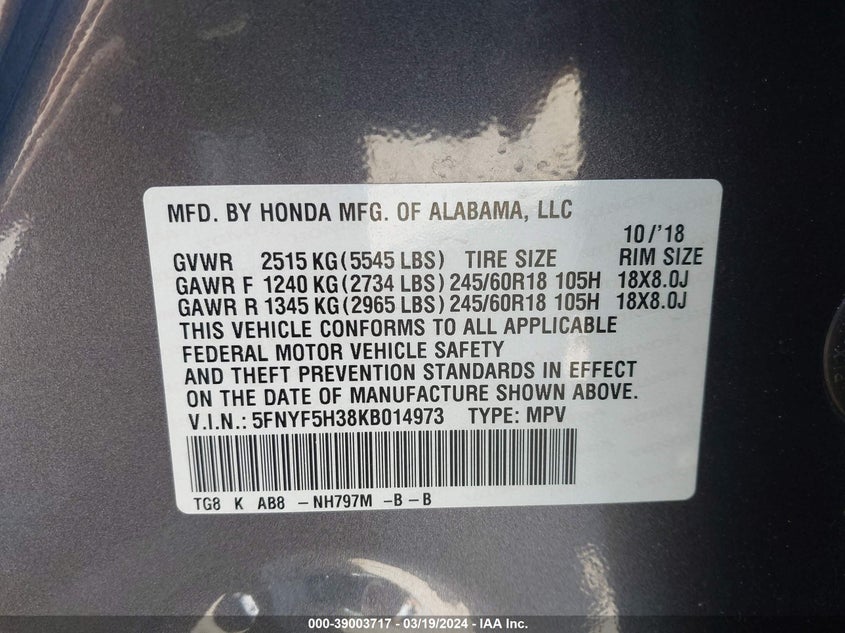 MFD. BY HONDA MFG. OF ALABAMA, LLC
10/'18
GVWR 2515 KG(5545 LBS) TIRE SIZE RIM SIZE
GAWR F 1240 KG(2734 LBS) 245/60R18 105H 18X8.0J
GAWR R 1345 KG(2965 LBS) 245/60R18 105H 18X8.0J
THIS VEHICLE CONFORMS TO ALL APPLICABLE
FEDERAL MOTOR VEHICLE SAFETY
AND THEFT PREVENTION STANDARDS IN EFFECT
ON THE DATE OF MANUFACTURE SHOWN ABOVE.
V.I.N.: 5FNYF5H38KB014973 TYPE: MPV
TG8 K AB8 -NH797M -B-B
000-39003717 - 03/19/2024 - IAA Inc.